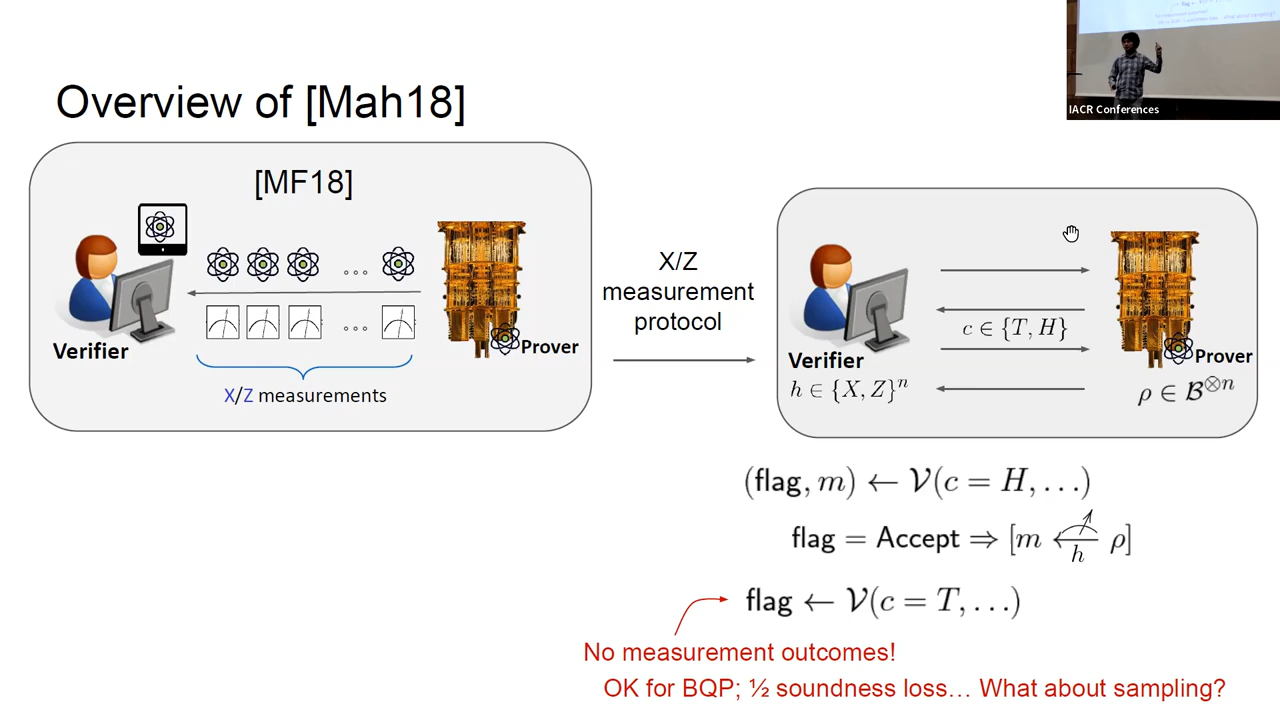 Overview of [Mah18]
IACR Conferences
[MF18]
Verifier
Prover
X/Z measurements
X/Z
measurement
protocol
c ∈ {T, H}
Verifier
Prover
h ∈ {X, Z}ⁿ
ρ ∈ 𝓑^{⊗n}
(flag, m) ← 𝒱(c = H, …)
flag = Accept ⇒ [m ← ρ]
h
flag ← 𝒱(c = T, …)
No measurement outcomes!
OK for BQP; ½ soundness loss… What about sampling?